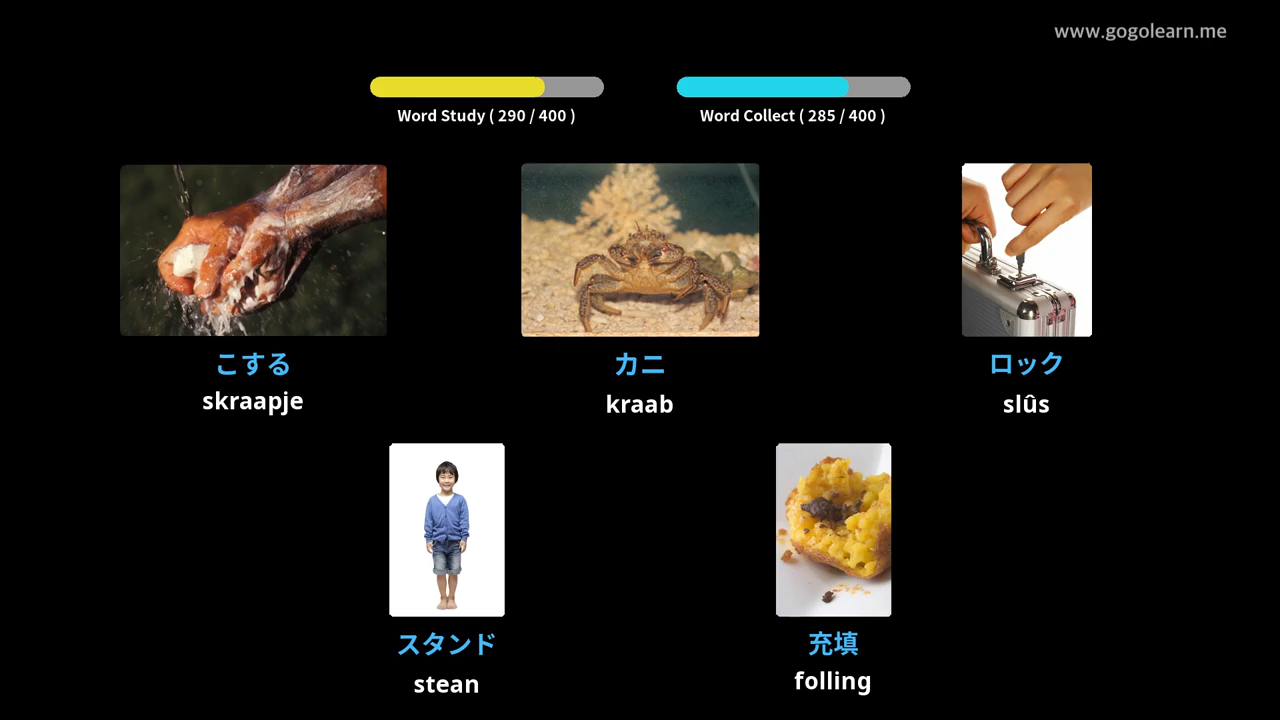 www.gogolearn.me
Word Study ( 290 / 400 )
Word Collect ( 285 / 400 )
こする
skraapje
カニ
kraab
ロック
slûs
スタンド
stean
充填
folling